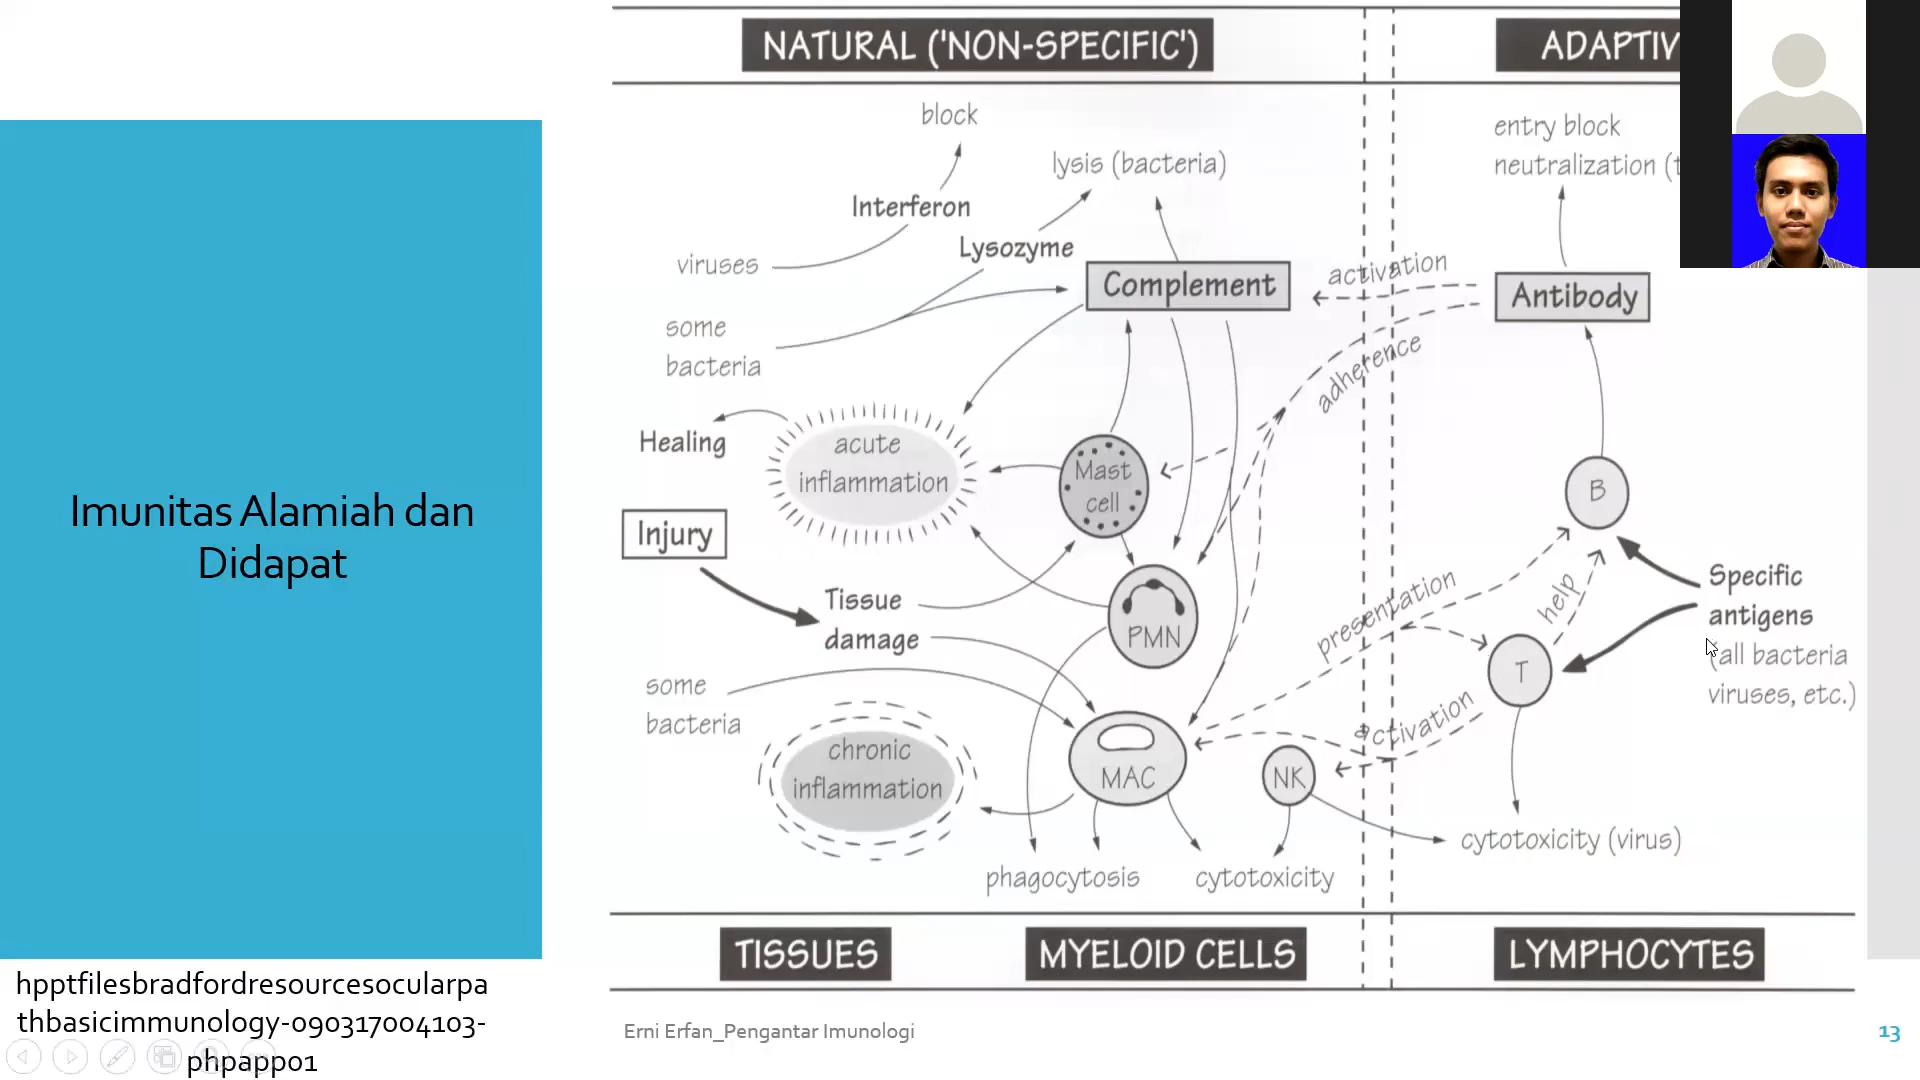 NATURAL ('NON-SPECIFIC')
ADAPTIV
block
entry block
lysis (bacteria)
neutralization (t
Interferon
Lysozyme
viruses
activation
Complement
Antibody
some
bacteria
adherence
Healing
acute
inflammation
Mast
cell
B
Imunitas Alamiah dan
Didapat
Injury
Specific
antigens
(all bacteria
viruses, etc.)
Tissue
damage
presentation
help
PMN
T
some
bacteria
activation
chronic
inflammation
MAC
NK
cytotoxicity (virus)
phagocytosis
cytotoxicity
TISSUES
MYELOID CELLS
LYMPHOCYTES
hpptfilesbradfordresourcesocularpa
thbasicimmunology-090317004103-
phpapp01
Erni Erfan_Pengantar Imunologi
13